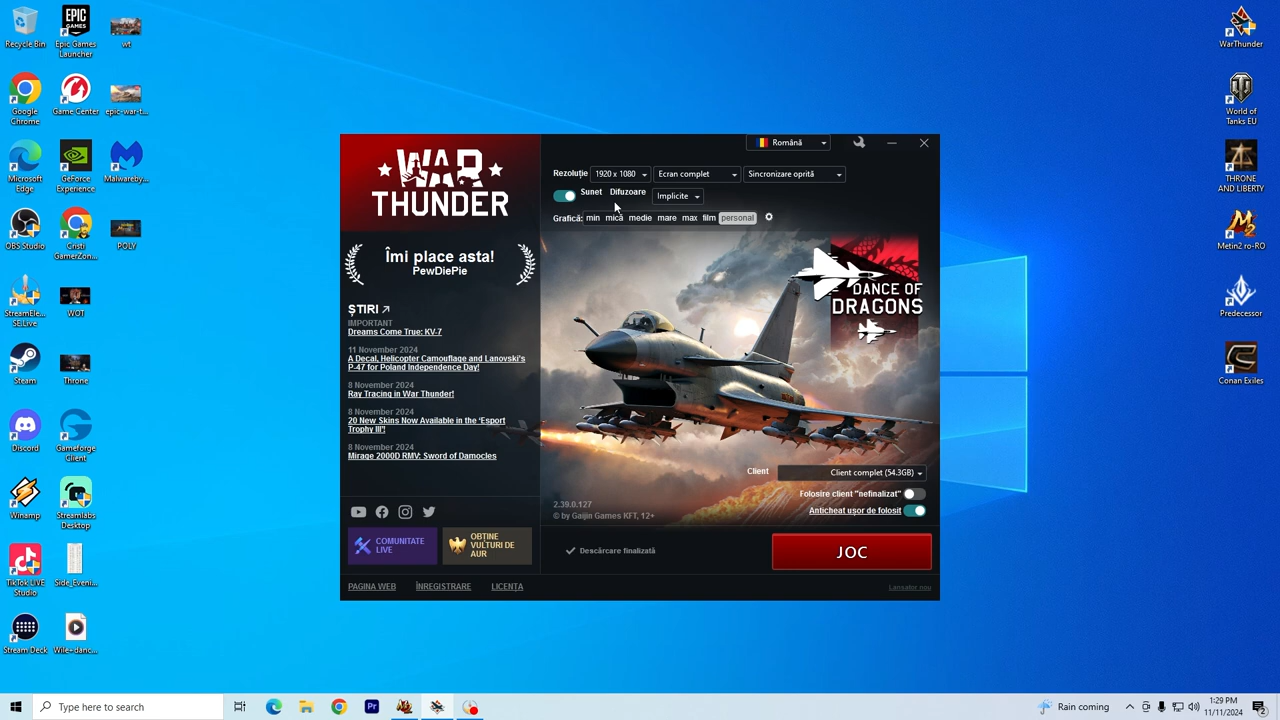 Recycle Bin
Epic Games
Launcher
wt
Google
Chrome
Game Center
epic-war-t...
Microsoft
Edge
GeForce
Experience
Malwareby...
OBS Studio
Cristi
GamerZon...
POLY
StreamEle...
SE.Live
WOT
Steam
Throne
Discord
Gameforge
Client
Winamp
Streamlabs
Desktop
TikTok LIVE
Studio
Side_Eveni...
Stream Deck
Wile+danc...
WarThunder
World of
Tanks EU
THRONE
AND LIBERTY
Metin2 ro-RO
Predecessor
Conan Exiles
WAR
THUNDER
Îmi place asta!
PewDiePie
ȘTIRI
IMPORTANT
Dreams Come True: KV-7
11 November 2024
A Decal, Helicopter Camouflage and Lanovski's
P-47 for Poland Independence Day!
8 November 2024
Ray Tracing in War Thunder!
8 November 2024
20 New Skins Now Available in the 'Esport
Trophy III'!
8 November 2024
Mirage 2000D RMV: Sword of Damocles
COMUNITATE
LIVE
OBȚINE
VULTURI DE
AUR
PAGINA WEB ÎNREGISTRARE LICENȚA
Română
Rezoluție 1920 x 1080 Ecran complet Sincronizare oprită
Sunet Difuzoare Implicite
Grafică: min mică medie mare max film personal
DANCE OF
DRAGONS
Client Client complet (54.3GB)
Folosire client "nefinalizat"
Anticheat ușor de folosit
2.39.0.127
© by Gaijin Games KFT, 12+
Descărcare finalizată
JOC
Lansator nou
Type here to search
Pr
Rain coming
1:29 PM
11/11/2024
2